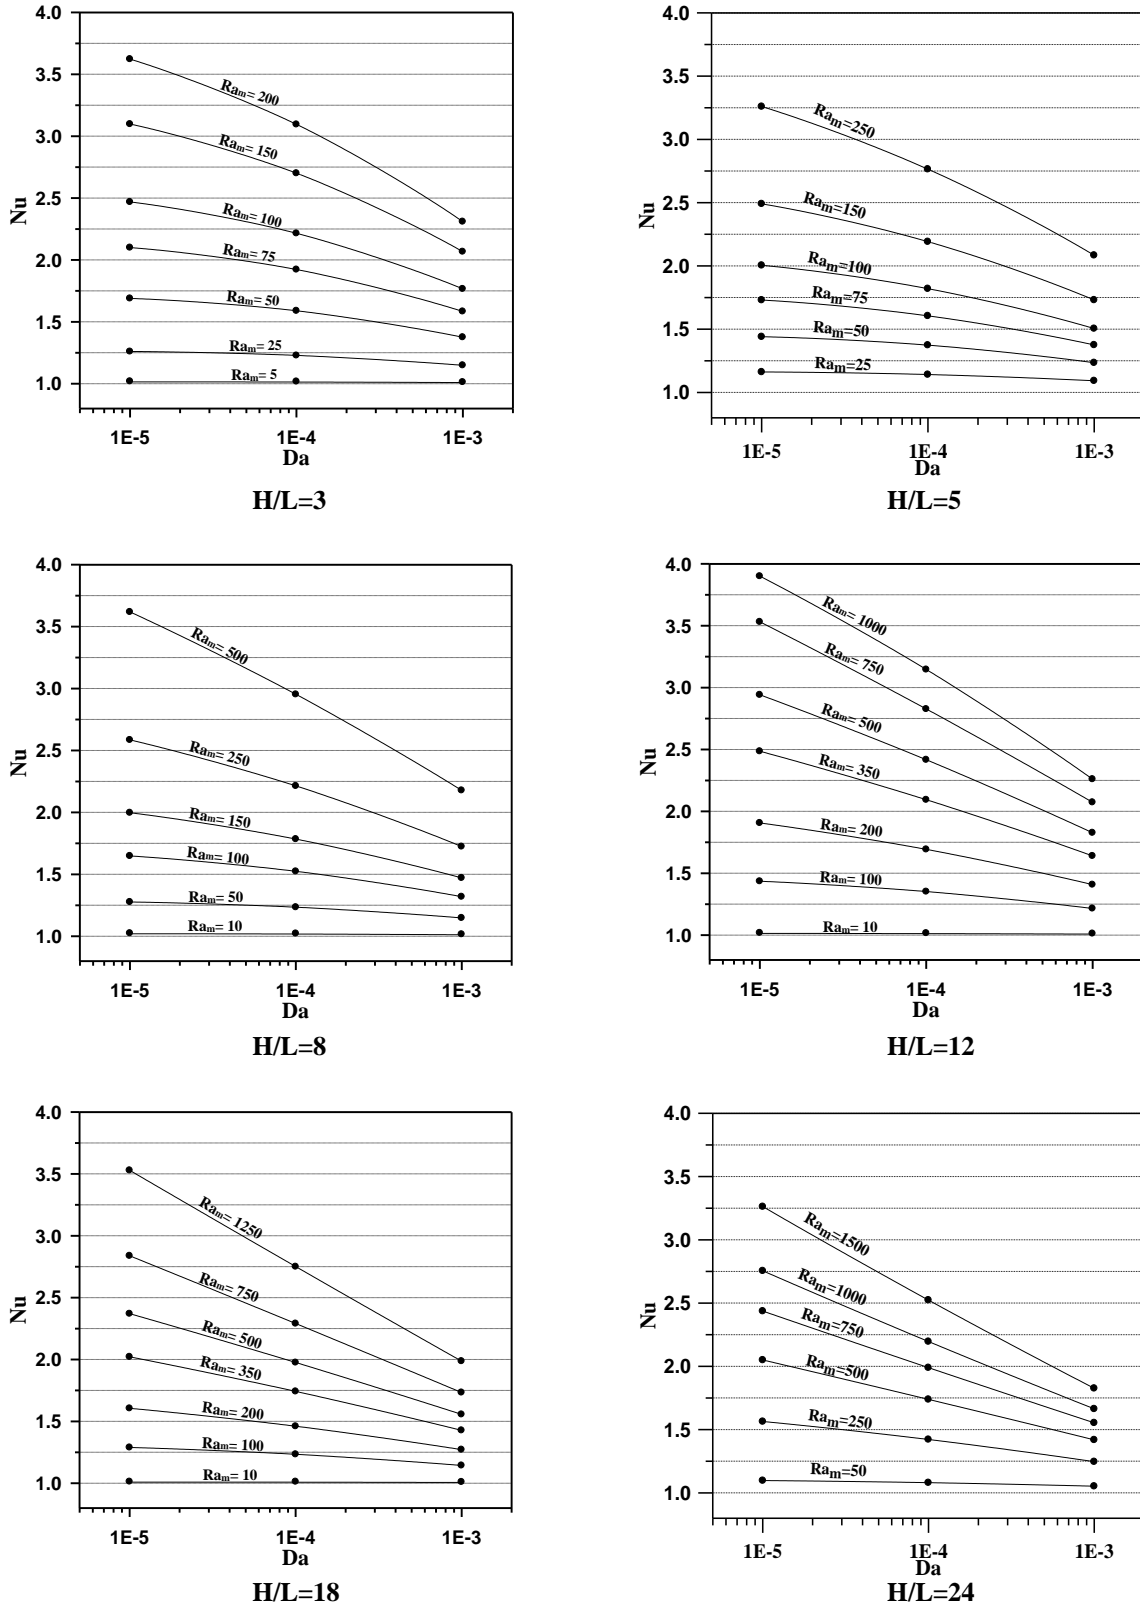 4.0
3.5
3.0
2.5
2.0
1.5
1.0
Nu
Ram= 200
Ram= 150
Ram= 100
Ram= 75
Ram= 50
Ram= 25
Ram= 5
1E-5 1E-4 1E-3
Da
H/L=3
4.0
3.5
3.0
2.5
2.0
1.5
1.0
Nu
Ram=250
Ram=150
Ram=100
Ram=75
Ram=50
Ram=25
1E-5 1E-4 1E-3
Da
H/L=5
4.0
3.5
3.0
2.5
2.0
1.5
1.0
Nu
Ram= 500
Ram= 250
Ram= 150
Ram= 100
Ram= 50
Ram= 10
1E-5 1E-4 1E-3
Da
H/L=8
4.0
3.5
3.0
2.5
2.0
1.5
1.0
Nu
Ram= 1000
Ram= 750
Ram= 500
Ram= 350
Ram= 200
Ram= 100
Ram= 10
1E-5 1E-4 1E-3
Da
H/L=12
4.0
3.5
3.0
2.5
2.0
1.5
1.0
Nu
Ram= 1250
Ram= 750
Ram= 500
Ram= 350
Ram= 200
Ram= 100
Ram= 10
1E-5 1E-4 1E-3
Da
H/L=18
4.0
3.5
3.0
2.5
2.0
1.5
1.0
Nu
Ram=1500
Ram=1000
Ram=750
Ram=500
Ram=250
Ram=50
1E-5 1E-4 1E-3
Da
H/L=24